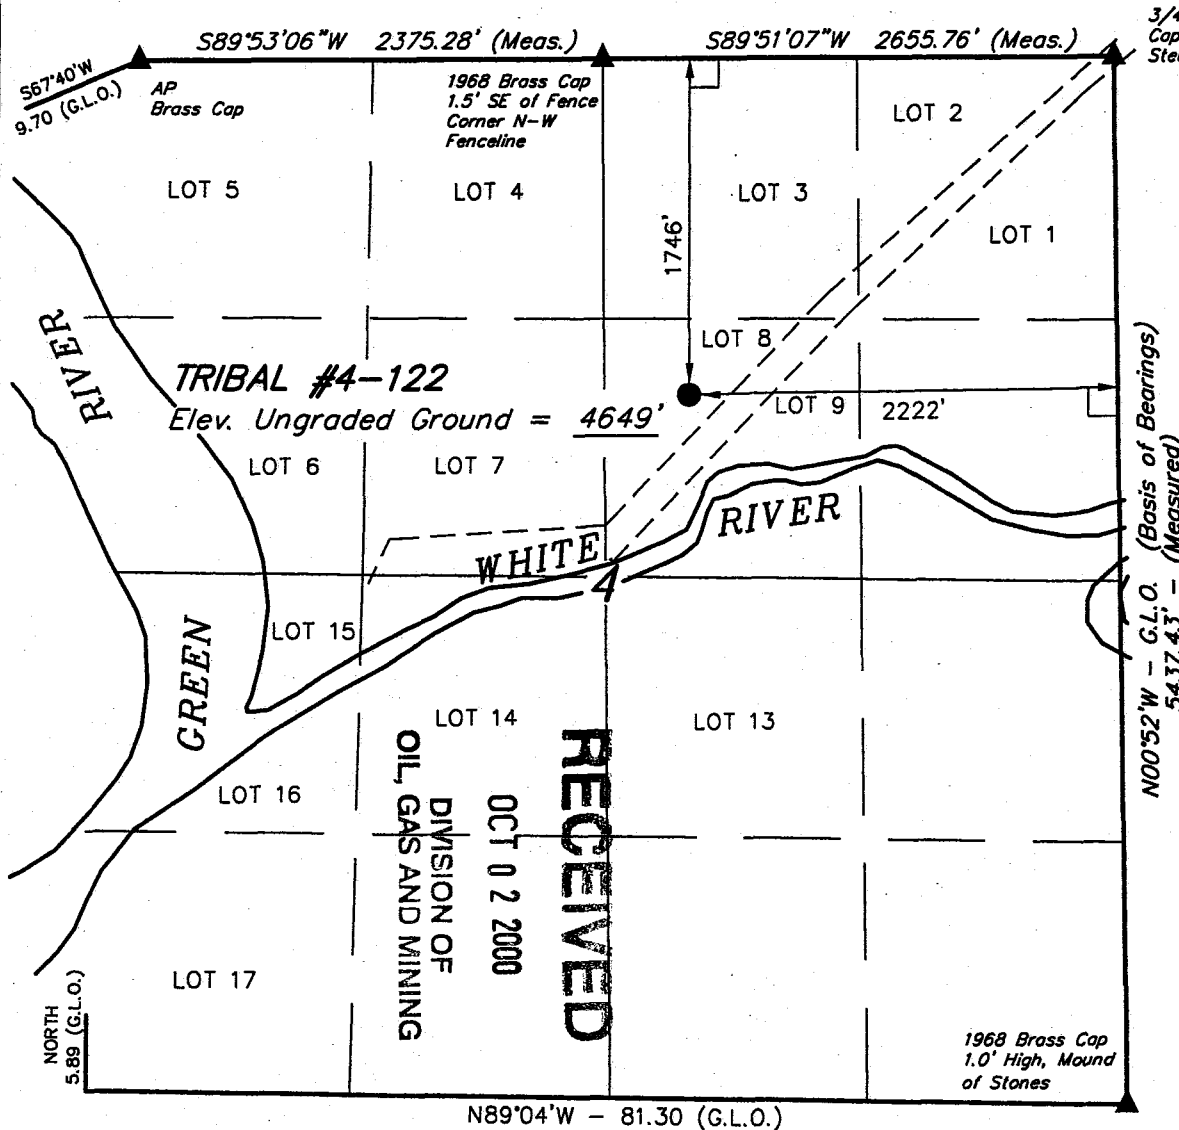 S89°53'06"W 2375.28' (Meas.)
S89°51'07"W 2655.76' (Meas.)
3/4
Cap
S67°40'W
9.70 (G.L.O.)
AP
Brass Cap
1968 Brass Cap
1.5' SE of Fence
Corner N-W
Fenceline
LOT 2
LOT 5
LOT 4
LOT 3
LOT 1
1746'
RIVER
LOT 8
TRIBAL #4-122
Elev. Ungraded Ground = 4649'
LOT 9
2222'
LOT 6
LOT 7
WHITE RIVER
4
N00°52'W - G.L.O. (Basis of Bearings)
5437.43' - (Measured)
GREEN
LOT 15
LOT 14
LOT 13
LOT 16
RECEIVED
OCT 02 2000
DIVISION OF
OIL, GAS AND MINING
LOT 17
NORTH
5.89 (G.L.O.)
1968 Brass Cap
1.0' High, Mound
of Stones
N89°04'W - 81.30 (G.L.O.)